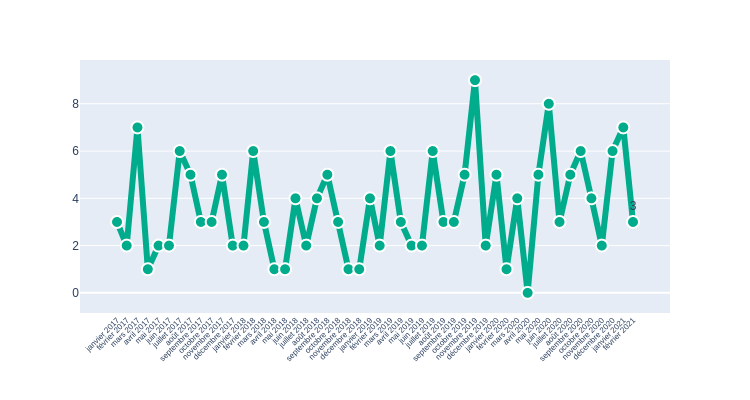 8
6
4
2
0
3
janvier 2017
février 2017
mars 2017
avril 2017
mai 2017
juin 2017
juillet 2017
août 2017
septembre 2017
octobre 2017
novembre 2017
décembre 2017
janvier 2018
février 2018
mars 2018
avril 2018
mai 2018
juin 2018
juillet 2018
août 2018
septembre 2018
octobre 2018
novembre 2018
décembre 2018
janvier 2019
février 2019
mars 2019
avril 2019
mai 2019
juin 2019
juillet 2019
août 2019
septembre 2019
octobre 2019
novembre 2019
décembre 2019
janvier 2020
février 2020
mars 2020
avril 2020
mai 2020
juin 2020
juillet 2020
août 2020
septembre 2020
octobre 2020
novembre 2020
décembre 2020
janvier 2021
février 2021